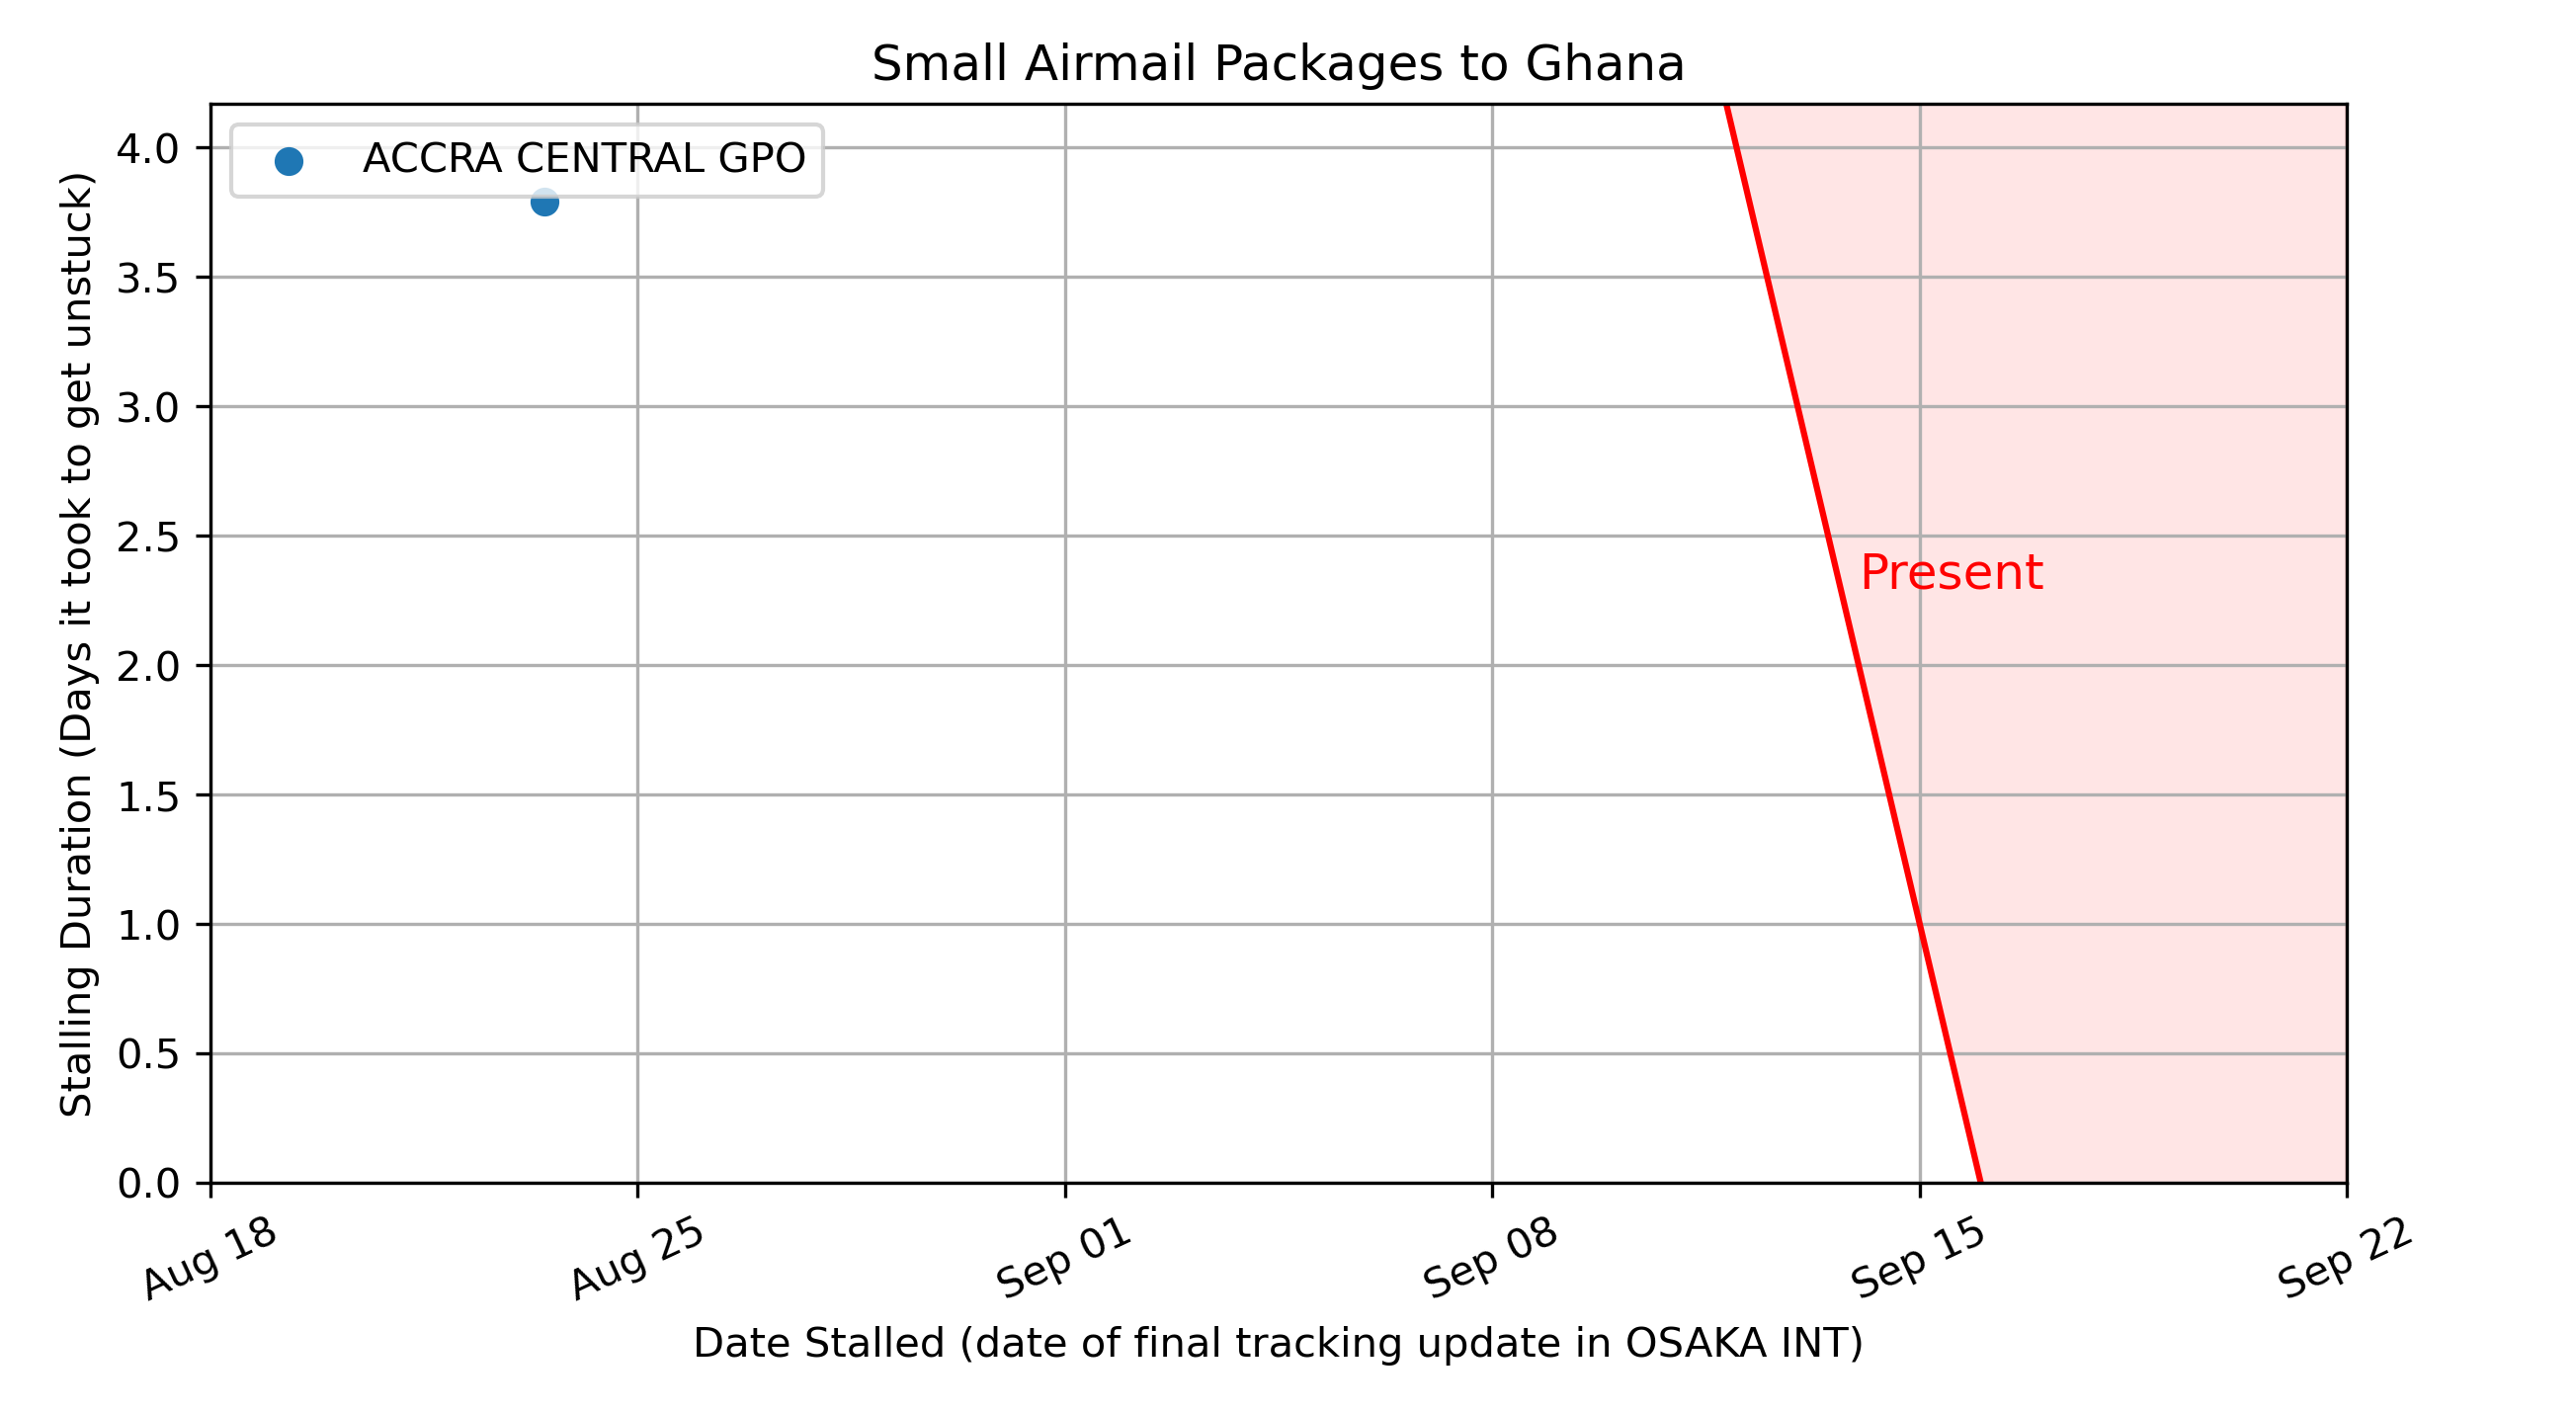 Small Airmail Packages to Ghana
ACCRA CENTRAL GPO
Stalling Duration (Days it took to get unstuck)
4.0
3.5
3.0
2.5
2.0
1.5
1.0
0.5
0.0
Present
Aug 18
Aug 25
Sep 01
Sep 08
Sep 15
Sep 22
Date Stalled (date of final tracking update in OSAKA INT)